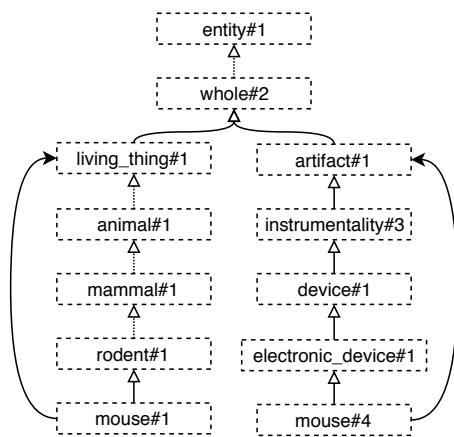 entity#1
whole#2
living_thing#1
artifact#1
animal#1
instrumentality#3
mammal#1
device#1
rodent#1
electronic_device#1
mouse#1
mouse#4